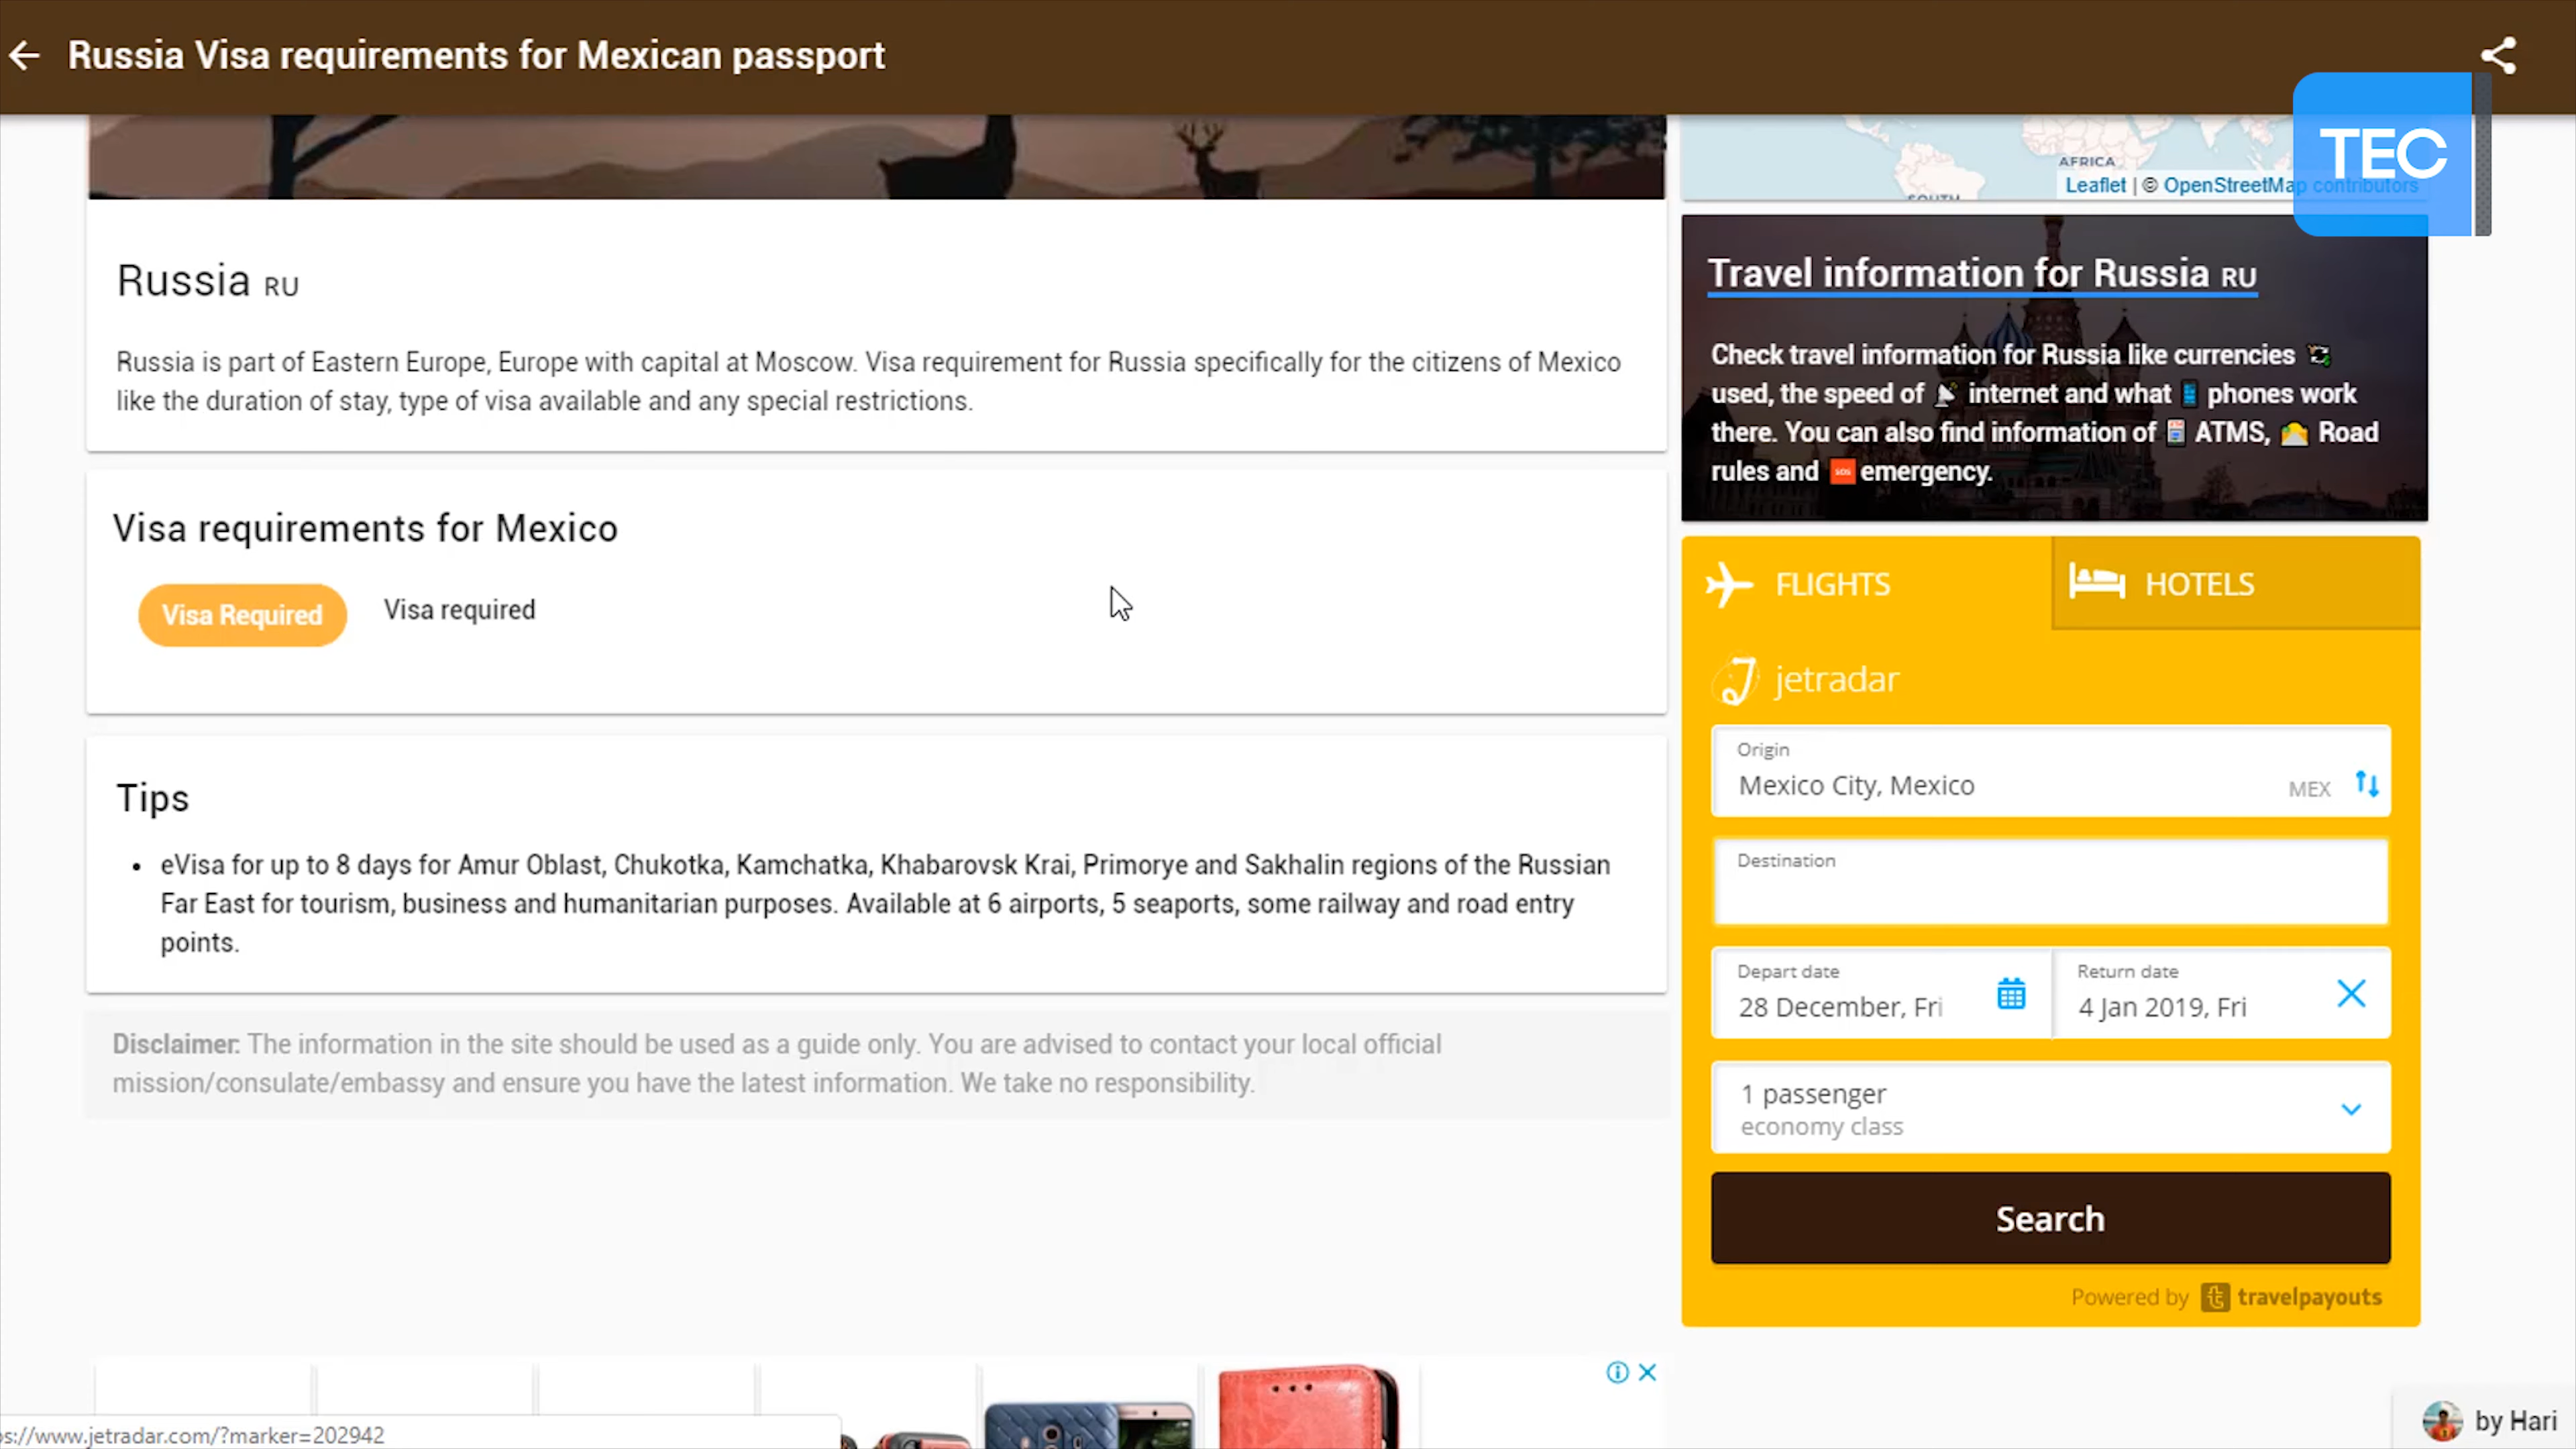 Russia Visa requirements for Mexican passport
TEC
AFRICA
Leaflet | © OpenStreetMap contributors
Russia RU
Russia is part of Eastern Europe, Europe with capital at Moscow. Visa requirement for Russia specifically for the citizens of Mexico
like the duration of stay, type of visa available and any special restrictions.
Visa requirements for Mexico
Visa Required Visa required
Tips
• eVisa for up to 8 days for Amur Oblast, Chukotka, Kamchatka, Khabarovsk Krai, Primorye and Sakhalin regions of the Russian
Far East for tourism, business and humanitarian purposes. Available at 6 airports, 5 seaports, some railway and road entry
points.
Disclaimer: The information in the site should be used as a guide only. You are advised to contact your local official
mission/consulate/embassy and ensure you have the latest information. We take no responsibility.
Travel information for Russia RU
Check travel information for Russia like currencies
used, the speed of internet and what phones work
there. You can also find information of ATMS, Road
rules and SOS emergency.
FLIGHTS
HOTELS
jetradar
Origin
Mexico City, Mexico MEX
Destination
Depart date
28 December, Fri
Return date
4 Jan 2019, Fri
1 passenger
economy class
Search
Powered by travelpayouts
ps://www.jetradar.com/?marker=202942
by Hari